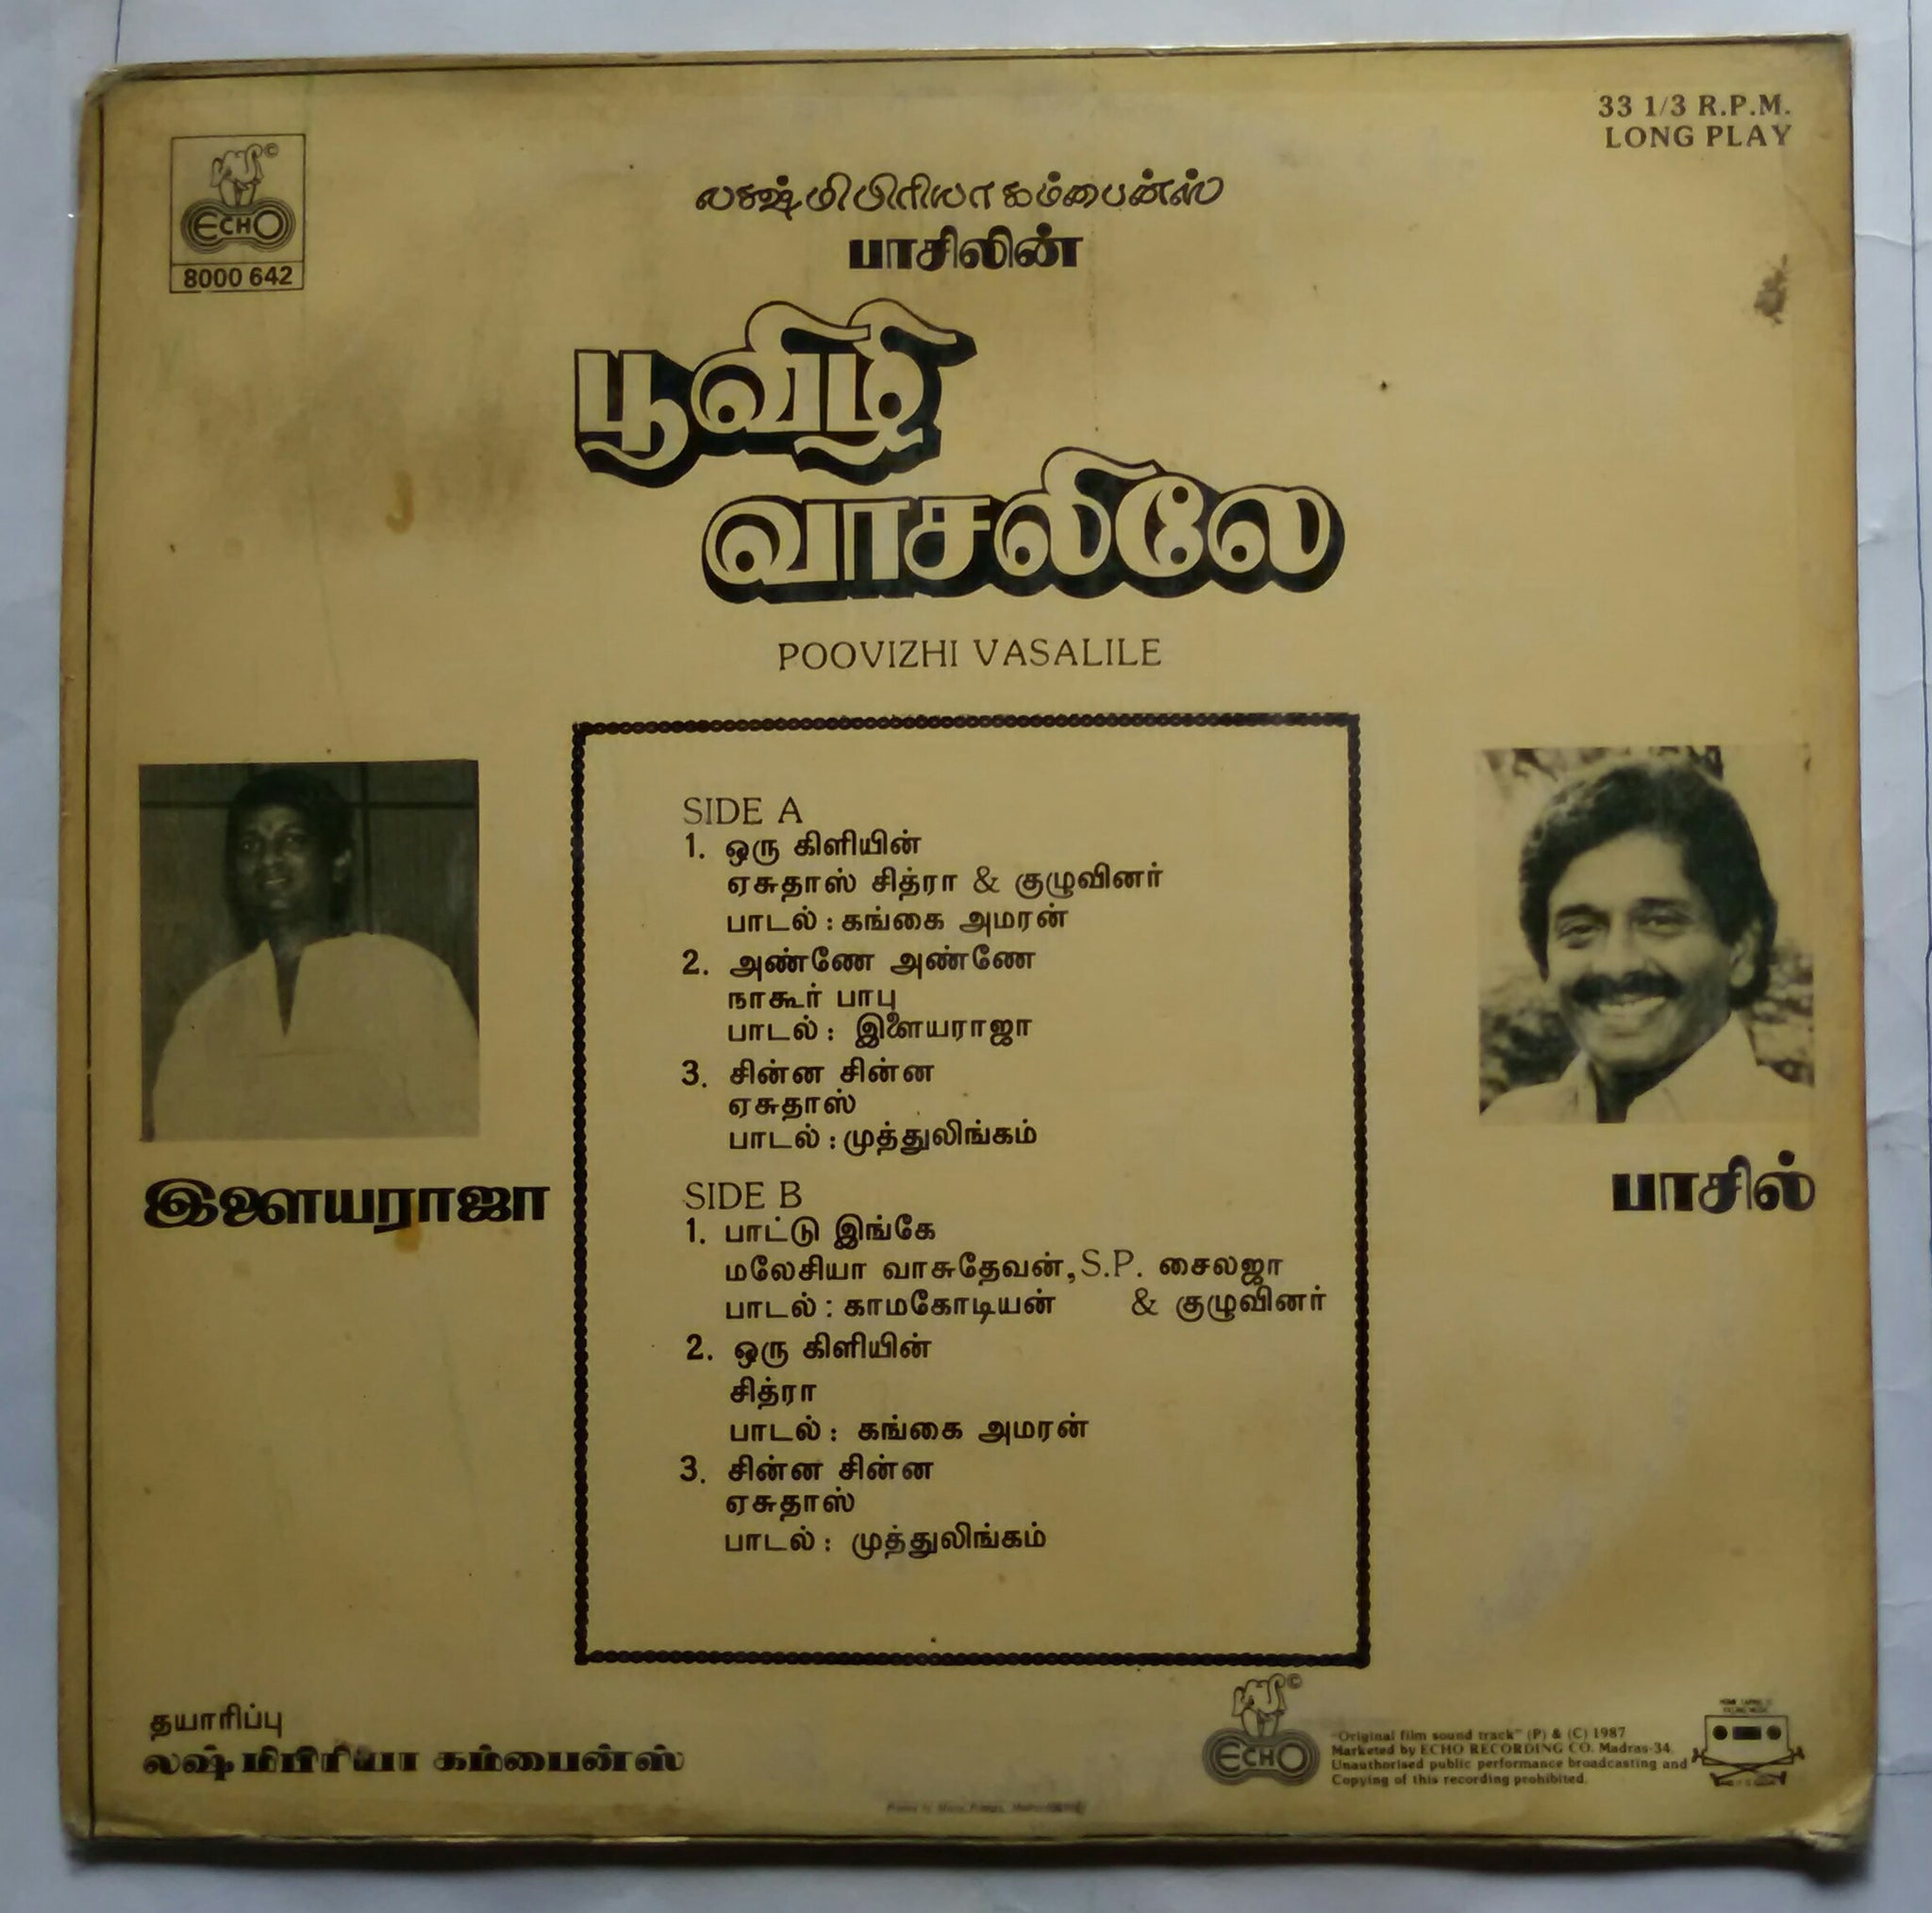 33 1/3 R.P.M.
LONG PLAY
ECHO
8000 642
லக்ஷ்மிபிரியா கம்பைன்ஸ்
பாசிலின்
பூவிழி
வாசலிலே
POOVIZHI VASALILE
SIDE A
1. ஒரு கிளியின்
ஏசுதாஸ் சித்ரா & குழுவினர்
பாடல் : கங்கை அமரன்
2. அண்ணே அண்ணே
நாகூர் பாபு
பாடல் : இளையராஜா
3. சின்ன சின்ன
ஏசுதாஸ்
பாடல் : முத்துலிங்கம்
SIDE B
1. பாட்டு இங்கே
மலேசியா வாசுதேவன், S.P. சைலஜா
பாடல் : காமகோடியன் & குழுவினர்
2. ஒரு கிளியின்
சித்ரா
பாடல் : கங்கை அமரன்
3. சின்ன சின்ன
ஏசுதாஸ்
பாடல் : முத்துலிங்கம்
இளையராஜா
பாசில்
தயாரிப்பு
லஷ்மிபிரியா கம்பைன்ஸ்
ECHO
"Original film sound track" (P) & (C) 1987
Marketed by ECHO RECORDING CO. Madras-34.
Unauthorised public performance broadcasting and
Copying of this recording prohibited.